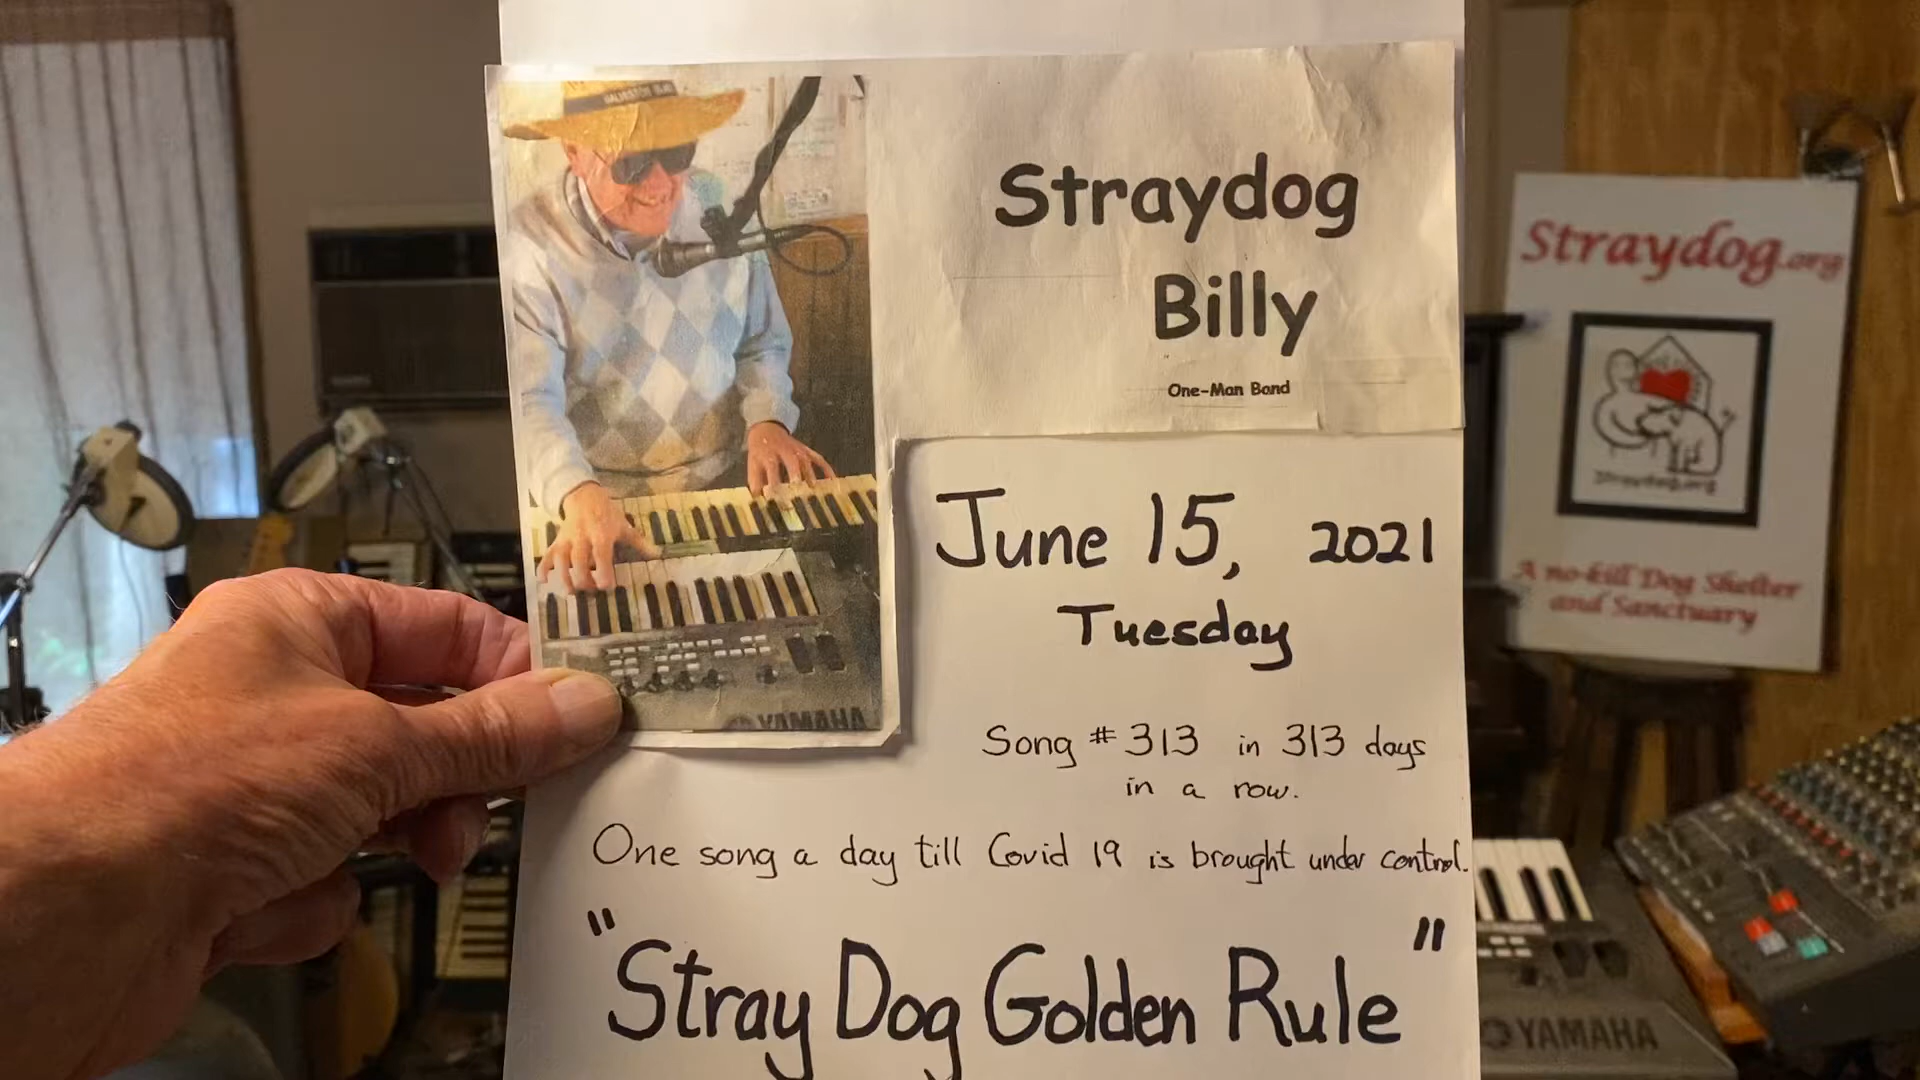 Straydog
Billy
One-Man Band
June 15, 2021
Tuesday
Song # 313 in 313 days
in a row.
One song a day till Covid 19 is brought under control.
"Stray Dog Golden Rule"
YAMAHA
Straydog.org
Straydog.org
A no-kill Dog Shelter
and Sanctuary
YAMAHA